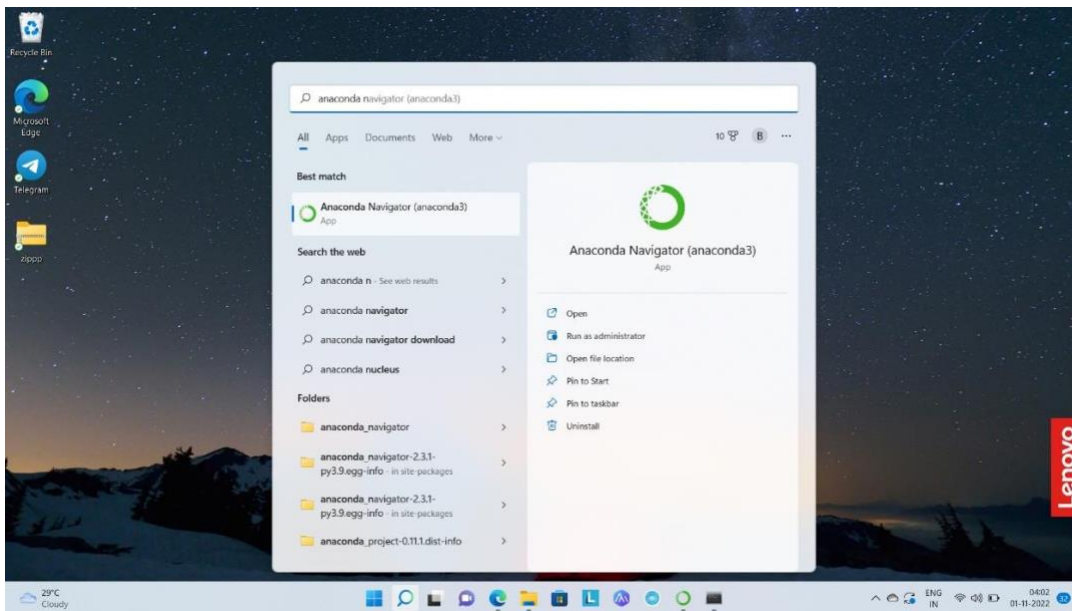 Recycle Bin
Microsoft
Edge
Telegram
zippp
anaconda navigator (anaconda3)
All Apps Documents Web More
10 B ...
Best match
Anaconda Navigator (anaconda3)
App
Search the web
anaconda n - See web results
anaconda navigator
anaconda navigator download
anaconda nucleus
Folders
anaconda_navigator
anaconda_navigator-2.3.1-
py3.9.egg-info - in site-packages
anaconda_navigator-2.3.1-
py3.9.egg-info - in site-packages
anaconda_project-0.11.1.dist-info
Anaconda Navigator (anaconda3)
App
Open
Run as administrator
Open file location
Pin to Start
Pin to taskbar
Uninstall
Lenovo
29°C
Cloudy
L
ENG
IN
04:02
01-11-2022
32